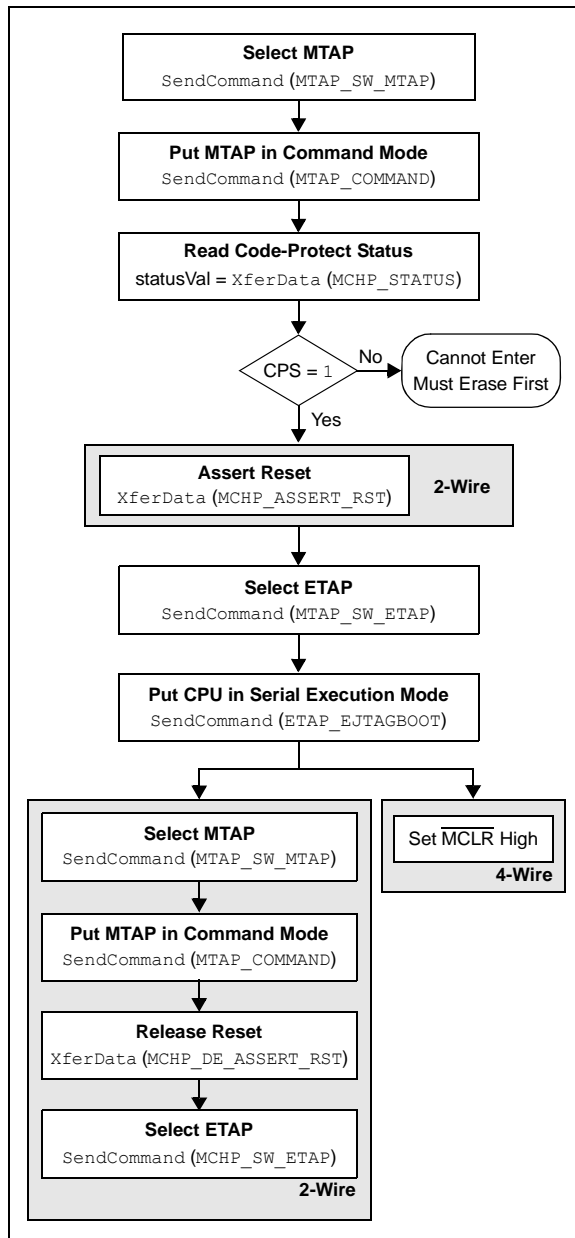 Select MTAP
SendCommand (MTAP_SW_MTAP)
Put MTAP in Command Mode
SendCommand (MTAP_COMMAND)
Read Code-Protect Status
statusVal = XferData (MCHP_STATUS)
CPS = 1
No
Cannot Enter
Must Erase First
Yes
Assert Reset
XferData (MCHP_ASSERT_RST)
2-Wire
Select ETAP
SendCommand (MTAP_SW_ETAP)
Put CPU in Serial Execution Mode
SendCommand (ETAP_EJTAGBOOT)
Select MTAP
SendCommand (MTAP_SW_MTAP)
Put MTAP in Command Mode
SendCommand (MTAP_COMMAND)
Release Reset
XferData (MCHP_DE_ASSERT_RST)
Select ETAP
SendCommand (MCHP_SW_ETAP)
2-Wire
Set MCLR High
4-Wire